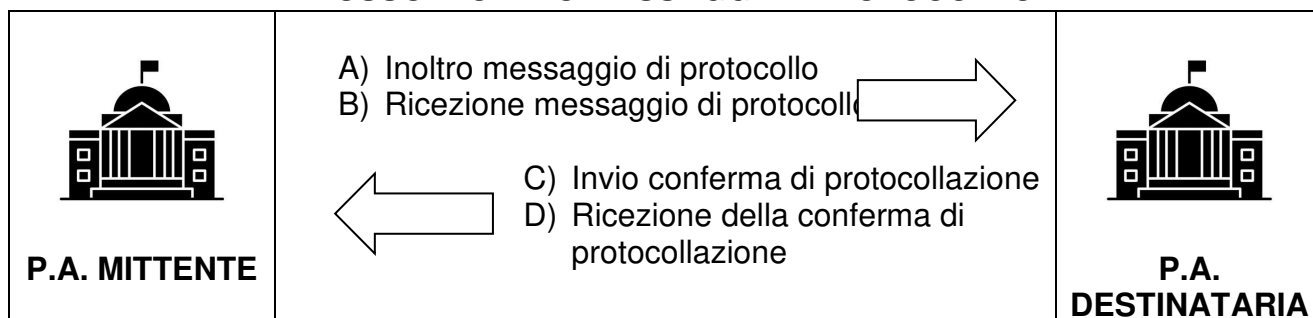 A) Inoltro messaggio di protocollo
B) Ricezione messaggio di protocollo
C) Invio conferma di protocollazione
D) Ricezione della conferma di
protocollazione
P.A. MITTENTE
P.A.
DESTINATARIA